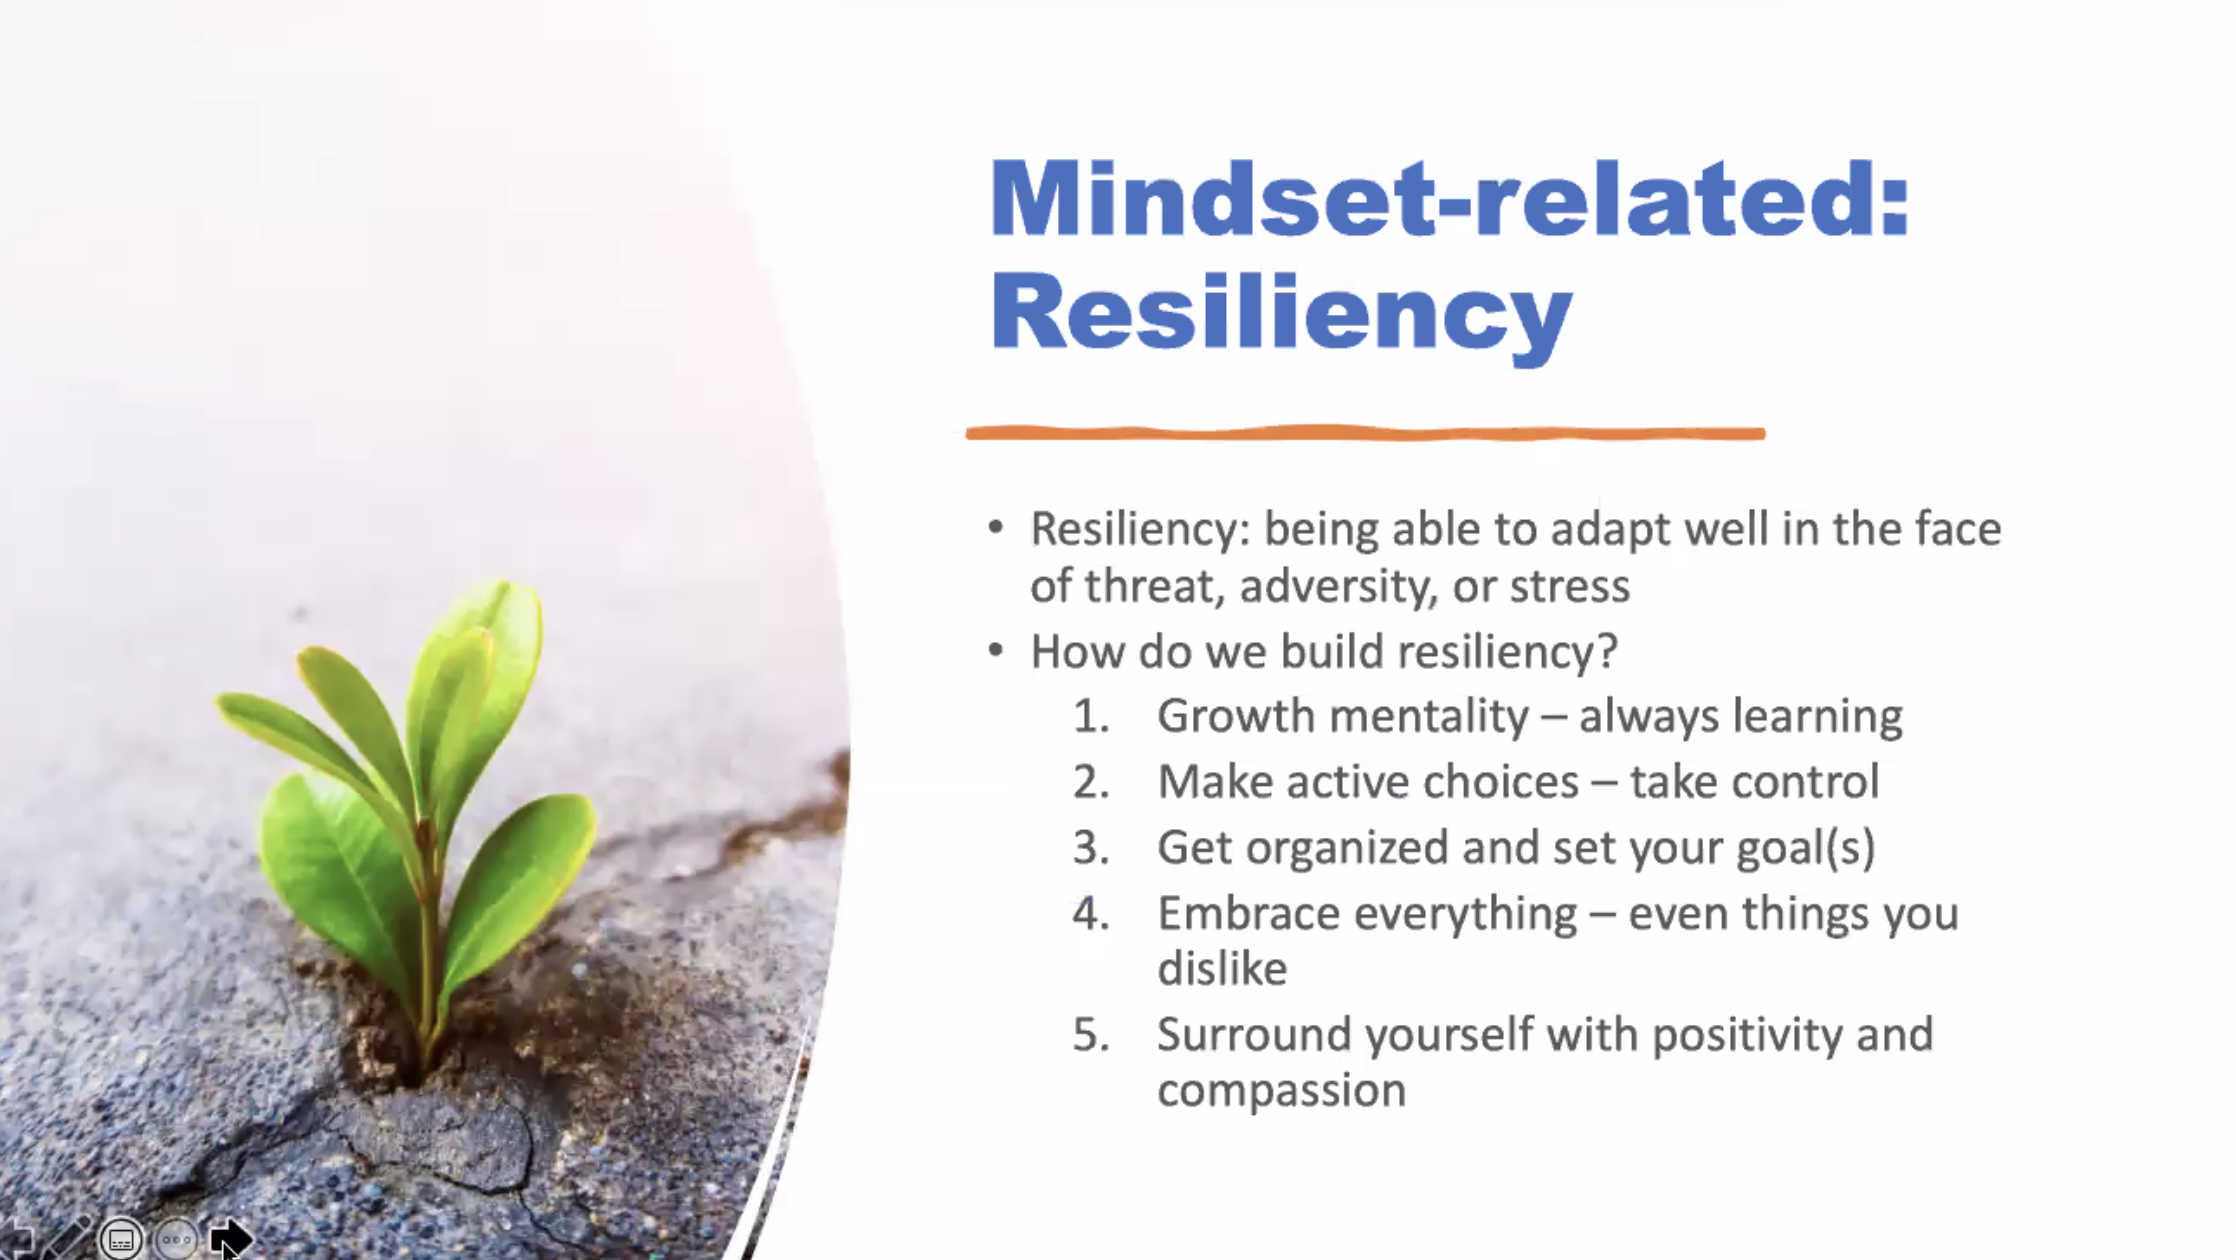 Mindset-related:
Resiliency
• Resiliency: being able to adapt well in the face
of threat, adversity, or stress
• How do we build resiliency?
1. Growth mentality – always learning
2. Make active choices – take control
3. Get organized and set your goal(s)
4. Embrace everything – even things you
dislike
5. Surround yourself with positivity and
compassion